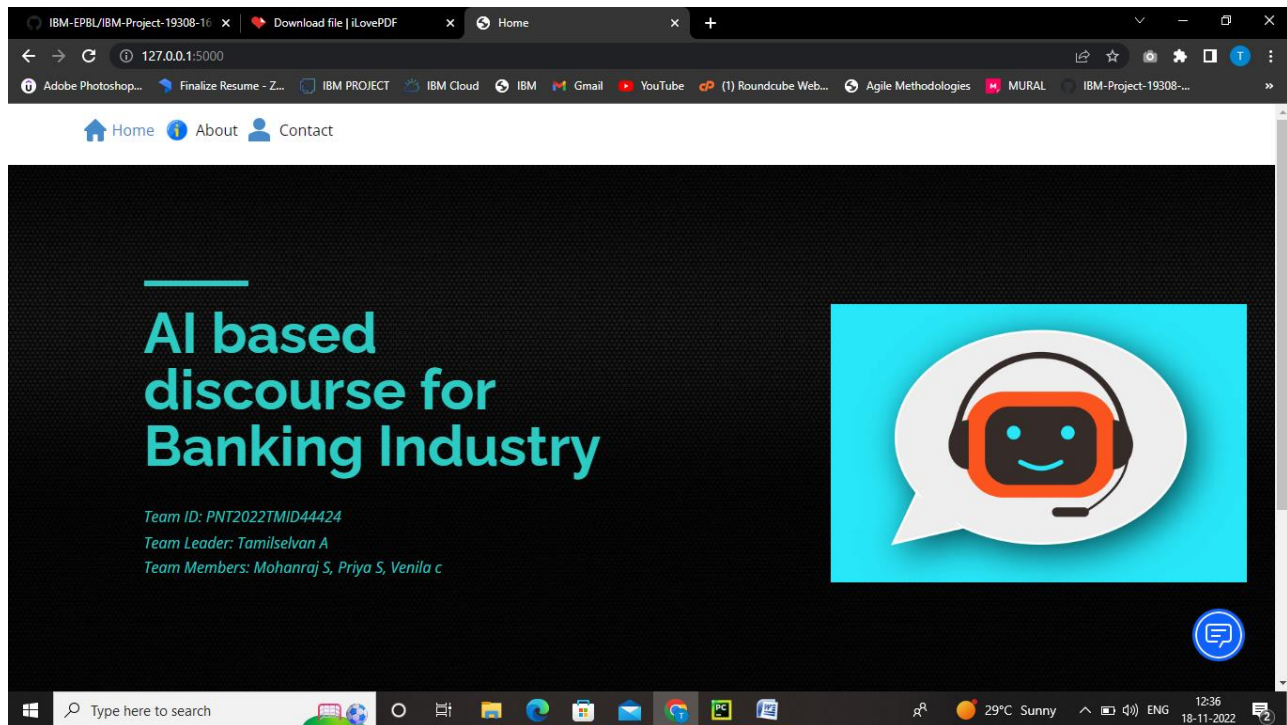 IBM-EPBL/IBM-Project-19308-16
Download file | iLovePDF
Home
127.0.0.1:5000
T
Adobe Photoshop...
Finalize Resume - Z...
IBM PROJECT
IBM Cloud
IBM
Gmail
YouTube
(1) Roundcube Web...
Agile Methodologies
MURAL
IBM-Project-19308-...
»
Home
About
Contact
AI based
discourse for
Banking Industry
Team ID: PNT2022TMID44424
Team Leader: Tamilselvan A
Team Members: Mohanraj S, Priya S, Venila c
Type here to search
PC
29°C Sunny
ENG
12:36
18-11-2022
2